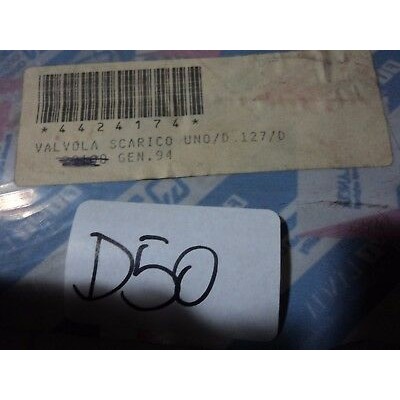 *4424174*
VALVOLA SCARICO UNO/D 127/D
GEN.94
D50